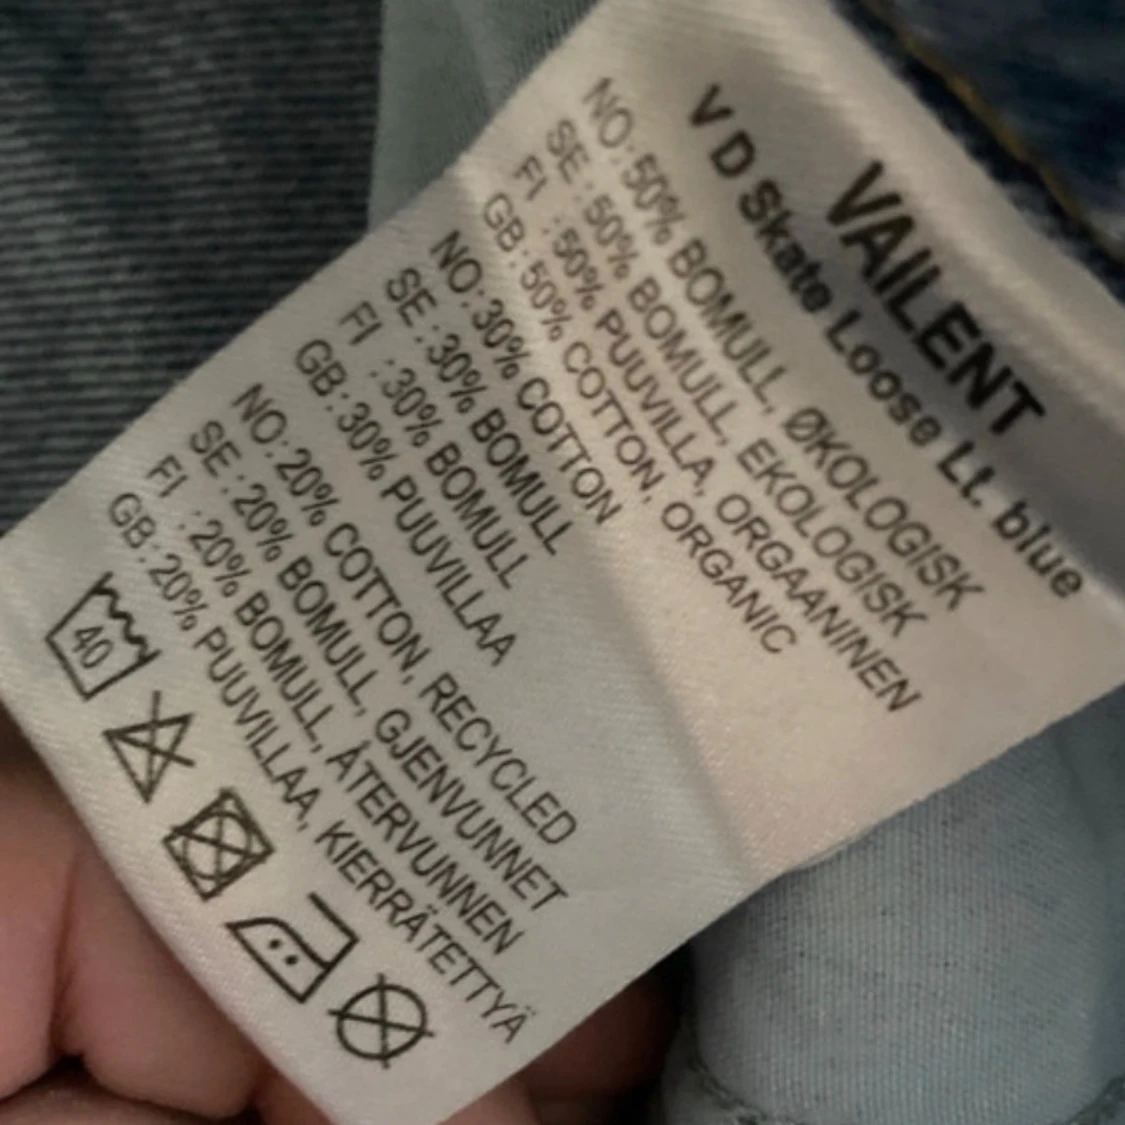 VAILENT
V D Skate Loose Lt. blue
NO:50% BOMULL, ØKOLOGISK
SE:50% BOMULL, EKOLOGISK
FI :50% PUUVILLA, ORGAANINEN
GB:50% COTTON, ORGANIC
NO:30% COTTON
SE:30% BOMULL
FI :30% BOMULL
GB:30% PUUVILLAA
NO:20% COTTON, RECYCLED
SE:20% BOMULL, GJENVUNNET
FI :20% BOMULL, ÅTERVUNNEN
GB:20% PUUVILLAA, KIERRÄTETTYÄ
40